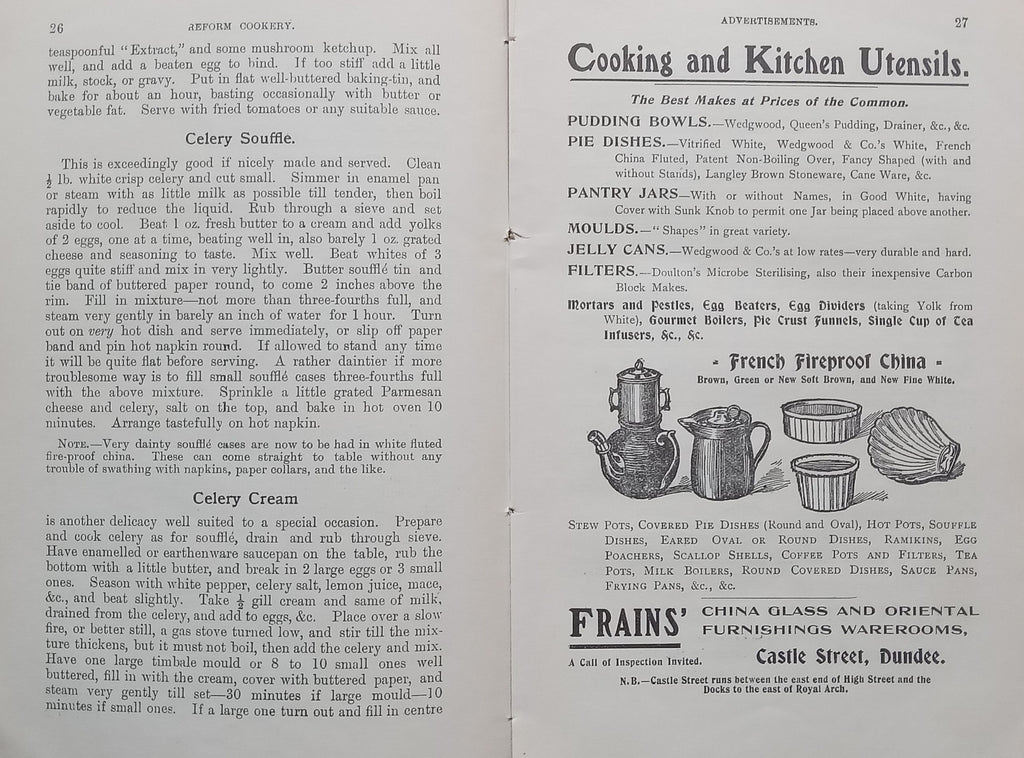 26
REFORM COOKERY.
teaspoonful “Extract,” and some mushroom ketchup. Mix all
well, and add a beaten egg to bind. If too stiff add a little
milk, stock, or gravy. Put in flat well-buttered baking-tin, and
bake for about an hour, basting occasionally with butter or
vegetable fat. Serve with fried tomatoes or any suitable sauce.
Celery Souffle.
This is exceedingly good if nicely made and served. Clean
½ lb. white crisp celery and cut small. Simmer in enamel pan
or steam with as little milk as possible till tender, then boil
rapidly to reduce the liquid. Rub through a sieve and set
aside to cool. Beat 1 oz. fresh butter to a cream and add yolks
of 2 eggs, one at a time, beating well in, also barely 1 oz. grated
cheese and seasoning to taste. Mix well. Beat whites of 3
eggs quite stiff and mix in very lightly. Butter soufflé tin and
tie band of buttered paper round, to come 2 inches above the
rim. Fill in mixture—not more than three-fourths full, and
steam very gently in barely an inch of water for 1 hour. Turn
out on very hot dish and serve immediately, or slip off paper
band and pin hot napkin round. If allowed to stand any time
it will be quite flat before serving. A rather daintier if more
troublesome way is to fill small soufflé cases three-fourths full
with the above mixture. Sprinkle a little grated Parmesan
cheese and celery, salt on the top, and bake in hot oven 10
minutes. Arrange tastefully on hot napkin.
NOTE.—Very dainty soufflé cases are now to be had in white fluted
fire-proof china. These can come straight to table without any
trouble of swathing with napkins, paper collars, and the like.
Celery Cream
is another delicacy well suited to a special occasion. Prepare
and cook celery as for soufflé, drain and rub through sieve.
Have enamelled or earthenware saucepan on the table, rub the
bottom with a little butter, and break in 2 large eggs or 3 small
ones. Season with white pepper, celery salt, lemon juice, mace,
&c., and beat slightly. Take ½ gill cream and same of milk,
drained from the celery, and add to eggs, &c. Place over a slow
fire, or better still, a gas stove turned low, and stir till the mix-
ture thickens, but it must not boil, then add the celery and mix.
Have one large timbale mould or 8 to 10 small ones well
buttered, fill in with the cream, cover with buttered paper, and
steam very gently till set—30 minutes if large mould—10
minutes if small ones. If a large one turn out and fill in centre
ADVERTISEMENTS.
27
Cooking and Kitchen Utensils.
The Best Makes at Prices of the Common.
PUDDING BOWLS.—Wedgwood, Queen's Pudding, Drainer, &c., &c.
PIE DISHES.—Vitrified White, Wedgwood & Co.'s White, French
China Fluted, Patent Non-Boiling Over, Fancy Shaped (with and
without Stands), Langley Brown Stoneware, Cane Ware, &c.
PANTRY JARS—With or without Names, in Good White, having
Cover with Sunk Knob to permit one Jar being placed above another.
MOULDS.—“Shapes” in great variety.
JELLY CANS.—Wedgwood & Co.'s at low rates—very durable and hard.
FILTERS.—Doulton's Microbe Sterilising, also their inexpensive Carbon
Block Makes.
Mortars and Pestles, Egg Beaters, Egg Dividers (taking Yolk from
White), Gourmet Boilers, Pie Crust Funnels, Single Cup of Tea
Infusers, &c., &c.
- French Fireproof China -
Brown, Green or New Soft Brown, and New Fine White.
STEW POTS, COVERED PIE DISHES (ROUND AND OVAL), HOT POTS, SOUFFLE
DISHES, EARED OVAL OR ROUND DISHES, RAMIKINS, EGG
POACHERS, SCALLOP SHELLS, COFFEE POTS AND FILTERS, TEA
POTS, MILK BOILERS, ROUND COVERED DISHES, SAUCE PANS,
FRYING PANS, &c., &c.
FRAINS' CHINA GLASS AND ORIENTAL
FURNISHINGS WAREROOMS,
A Call of Inspection Invited. Castle Street, Dundee.
N.B.—Castle Street runs between the east end of High Street and the
Docks to the east of Royal Arch.